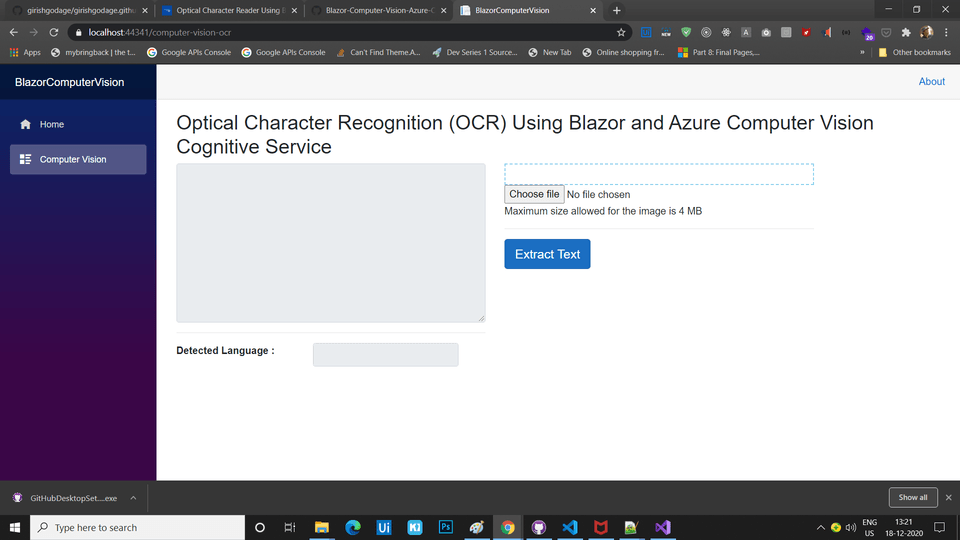 girishgodage/girishgodage.githu
Optical Character Reader Using B
Blazor-Computer-Vision-Azure-C
BlazorComputerVision
localhost:44341/computer-vision-ocr
NEW
A
20
Apps
mybringback | the t...
Google APIs Console
Google APIs Console
Can't Find Theme.A...
Dev Series 1 Source...
New Tab
Online shopping fr...
Part 8: Final Pages,...
»
Other bookmarks
BlazorComputerVision
About
Home
Computer Vision
Optical Character Recognition (OCR) Using Blazor and Azure Computer Vision
Cognitive Service
Choose file No file chosen
Maximum size allowed for the image is 4 MB
Extract Text
Detected Language :
GitHubDesktopSet....exe
Show all
Type here to search
Ui
Ps
ENG
US
13:21
18-12-2020